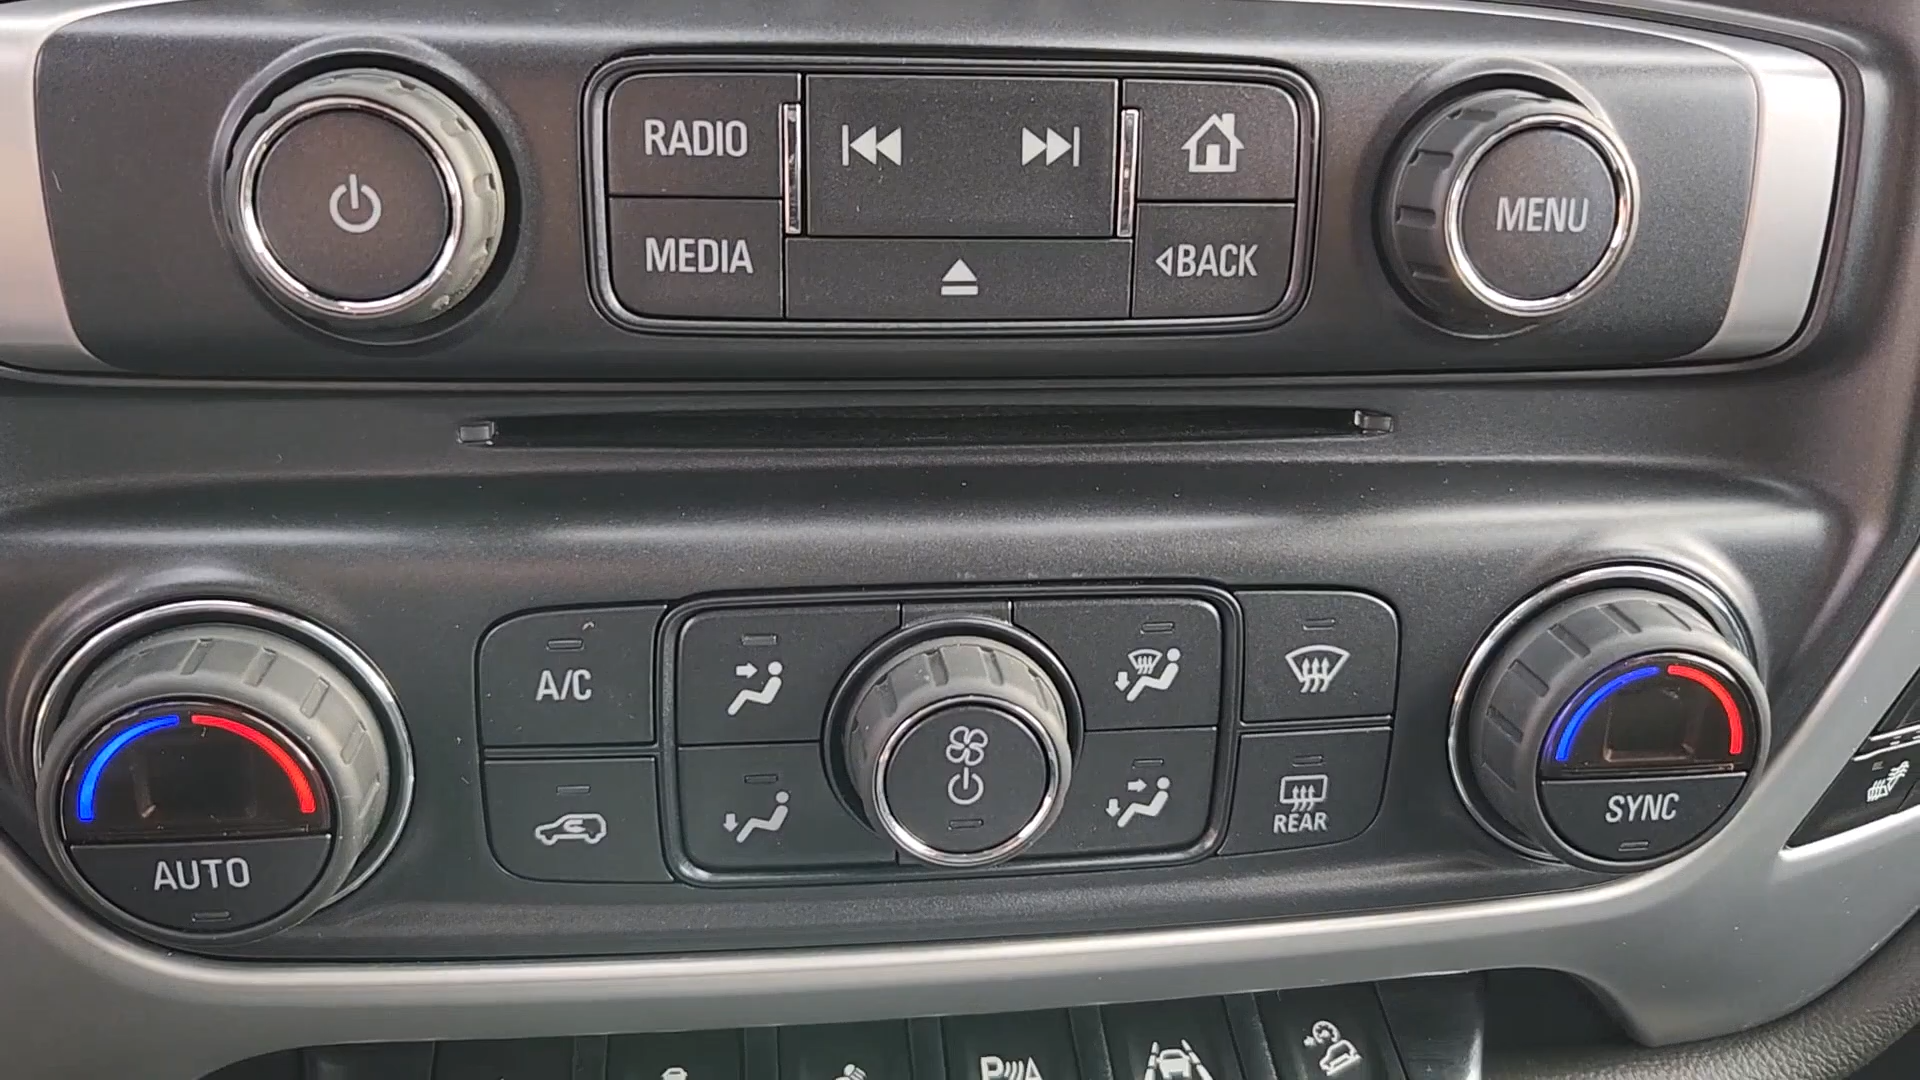 RADIO
MEDIA
BACK
MENU
A/C
AUTO
REAR
SYNC
P